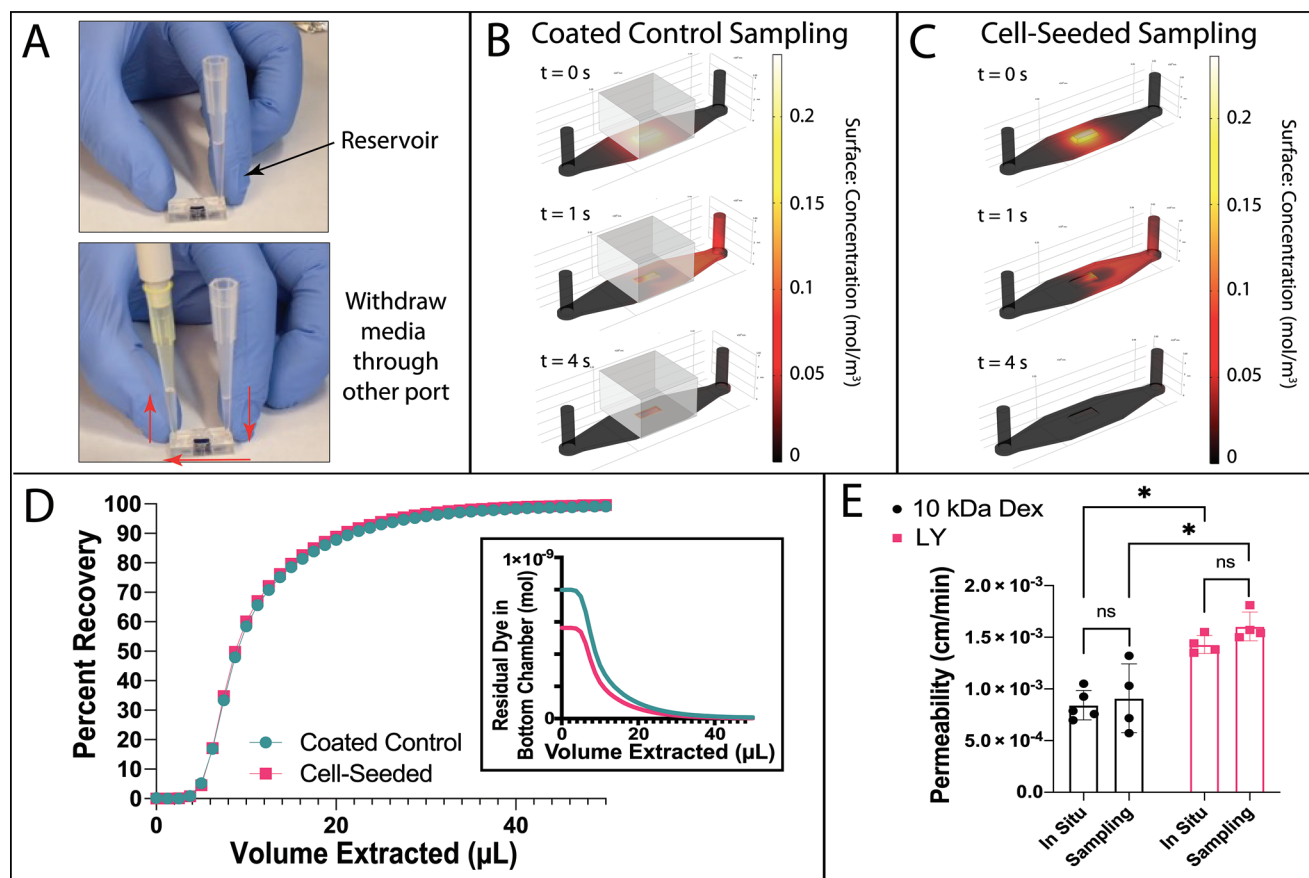 A
Reservoir
Withdraw
media
through
other port
B
Coated Control Sampling
t = 0 s
t = 1 s
t = 4 s
0.2
0.15
0.1
0.05
0
Surface: Concentration (mol/m³)
C
Cell-Seeded Sampling
t = 0 s
t = 1 s
t = 4 s
0.2
0.15
0.1
0.05
0
Surface: Concentration (mol/m³)
D
Percent Recovery
100
90
80
70
60
50
40
30
20
10
0
0
20
40
Volume Extracted (µL)
Coated Control
Cell-Seeded
Residual Dye in
Bottom Chamber (mol)
1×10⁻⁹
0
0
20
40
Volume Extracted (µL)
E
10 kDa Dex
LY
*
*
ns
ns
Permeability (cm/min)
2.0 × 10⁻³
1.5 × 10⁻³
1.0 × 10⁻³
5.0 × 10⁻⁴
0.0
In Situ
Sampling
In Situ
Sampling